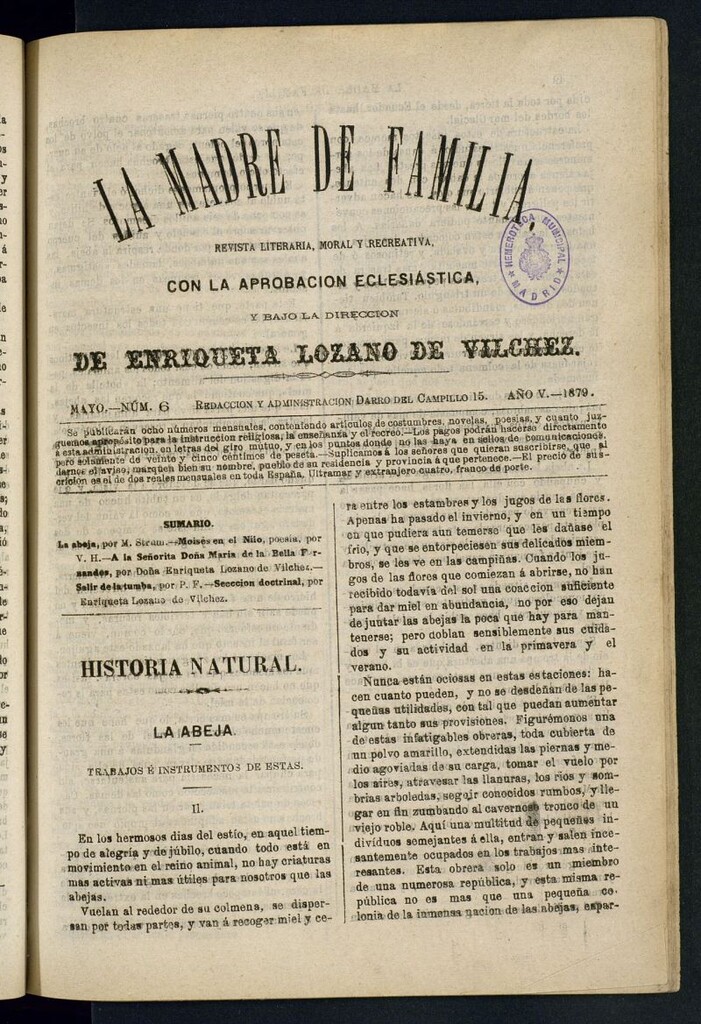 LA MADRE DE FAMILIA
REVISTA LITERARIA, MORAL Y RECREATIVA,
CON LA APROBACION ECLESIÁSTICA,
Y BAJO LA DIRECCION
DE ENRIQUETA LOZANO DE VILCHEZ.
HEMEROTECA MUNICIPAL
MADRID
MAYO.—NÚM. 6 REDACCION Y ADMINISTRACION DARRO DEL CAMPILLO 15. AÑO V.—1879.
Se publicarán ocho números mensuales, conteniendo artículos de costumbres, novelas, poesías, y cuanto juz-
guemos apropósito para la instruccion religiosa, la enseñanza y el recreo.—Los pagos podrán hacerse directamente
a esta administracion, en letras del giro mútuo, y en los puntos donde no las haya en sellos de comunicaciones,
pero solamente de veinte y cinco céntimos de peseta.—Suplicamos á los señores que quieran suscribirse, que al
darnos el aviso, marquen bien su nombre, pueblo de su residencia y provincia á que pertenece.—El precio de sus-
cricion es el de dos reales mensuales en toda España, Ultramar y extranjero cuatro, franco de porte.
SUMARIO.
La abeja, por M. Strum.—Moises en el Nilo, poesia, por
V. H.—A la Señorita Doña Maria de la Bella Fer-
nandez, por Doña Enriqueta Lozano de Vilchez.—
Salir de la tumba, por P. F.—Seccion doctrinal, por
Enriqueta Lozano de Vilchez.
HISTORIA NATURAL.
LA ABEJA.
TRABAJOS É INSTRUMENTOS DE ESTAS.
II.
En los hermosos dias del estío, en aquel tiem-
po de alegría y de júbilo, cuando todo está en
movimiento en el reino animal, no hay criaturas
mas activas ni mas útiles para nosotros que las
abejas.
Vuelan al rededor de su colmena, se disper-
san por todas partes, y van á recoger miel y ce-
ra entre los estambres y los jugos de las flores.
Apenas ha pasado el invierno, y en un tiempo
en que pudiera aun temerse que les dañase el
frio, y que se entorpeciesen sus delicados miem-
bros, se les ve en las campiñas. Cuando los ju-
gos de las flores que comiezan á abrirse, no han
recibido todavía del sol una coaccion suficiente
para dar miel en abundancia, no por eso dejan
de juntar las abejas la poca que hay para man-
tenerse; pero doblan sensiblemente sus cuida-
dos y su actividad en la primavera y el
verano.
Nunca están ociosas en estas estaciones: ha-
cen cuanto pueden, y no se desdeñan de las pe-
queñas utilidades, con tal que puedan aumentar
algun tanto sus provisiones. Figurémonos una
de estas infatigables obreras, toda cubierta de
un polvo amarillo, extendidas las piernas y me-
dio agoviadas de su carga, tomar el vuelo por
los aires, atravesar las llanuras, los rios y som-
brias arboledas, seguir conocidos rumbos, y lle-
gar en fin zumbando al cavernoso tronco de un
viejo roble. Aquí una multitud de pequeños in-
divíduos semejantes á ella, entran y salen ince-
santemente ocupados en los trabajos mas inte-
resantes. Esta obrera solo es un miembro
de una numerosa república, y esta misma re-
pública no es mas que una pequeña co-
lonia de la inmensa nacion de las abejas, espar-